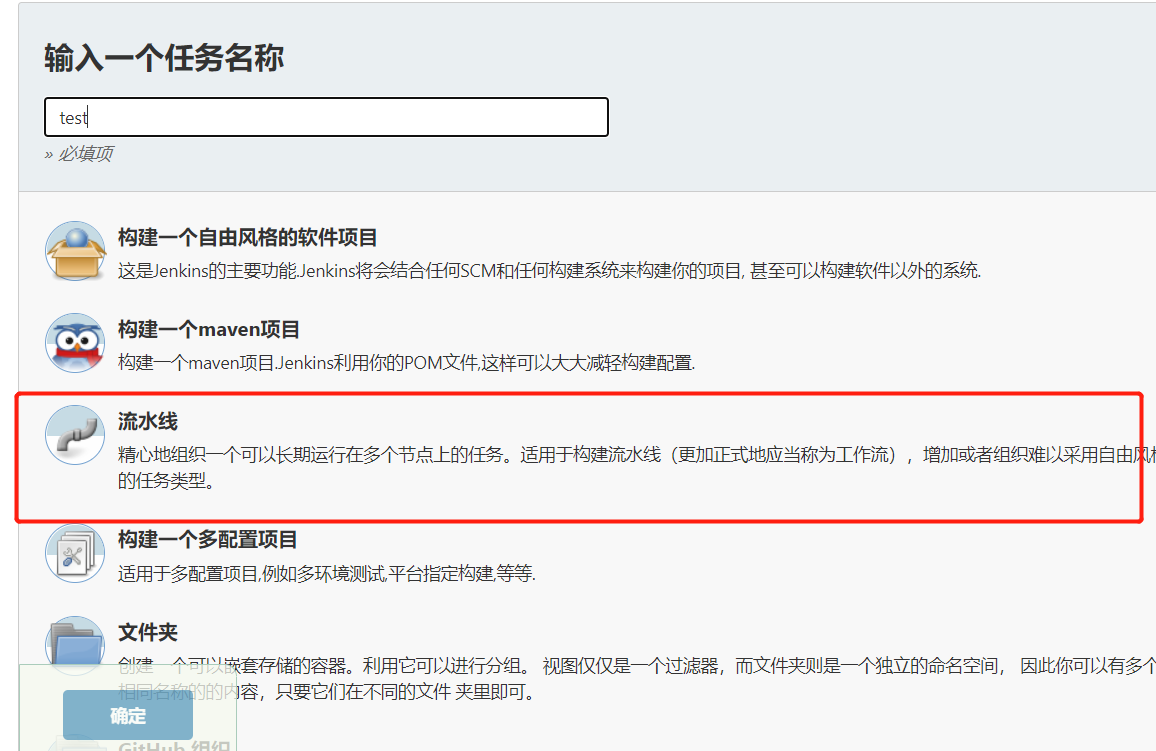 输入一个任务名称
test
» 必填项
构建一个自由风格的软件项目
这是Jenkins的主要功能.Jenkins将会结合任何SCM和任何构建系统来构建你的项目, 甚至可以构建软件以外的系统.
构建一个maven项目
构建一个maven项目.Jenkins利用你的POM文件,这样可以大大减轻构建配置.
流水线
精心地组织一个可以长期运行在多个节点上的任务。适用于构建流水线（更加正式地应当称为工作流），增加或者组织难以采用自由风格
的任务类型。
构建一个多配置项目
适用于多配置项目,例如多环境测试,平台指定构建,等等.
文件夹
创建一个可以嵌套存储的容器。利用它可以进行分组。 视图仅仅是一个过滤器，而文件夹则是一个独立的命名空间， 因此你可以有多个
相同名称的的内容，只要它们在不同的文件 夹里即可。
确定
GitHub 组织